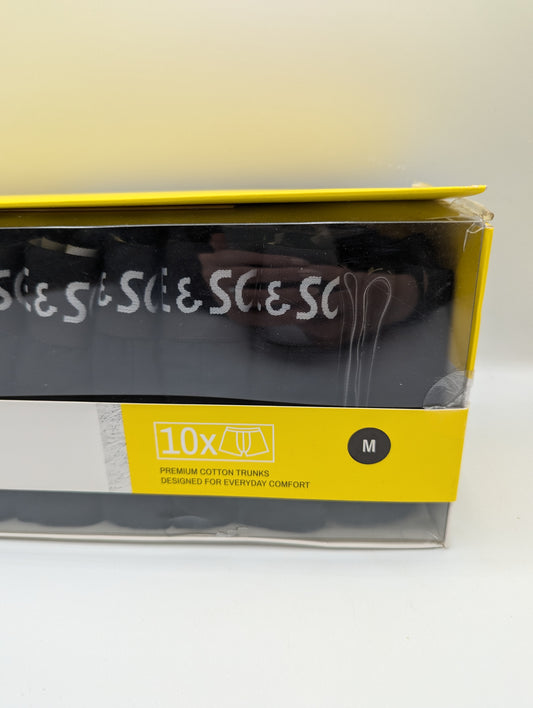 10x
M
PREMIUM COTTON TRUNKS
DESIGNED FOR EVERYDAY COMFORT